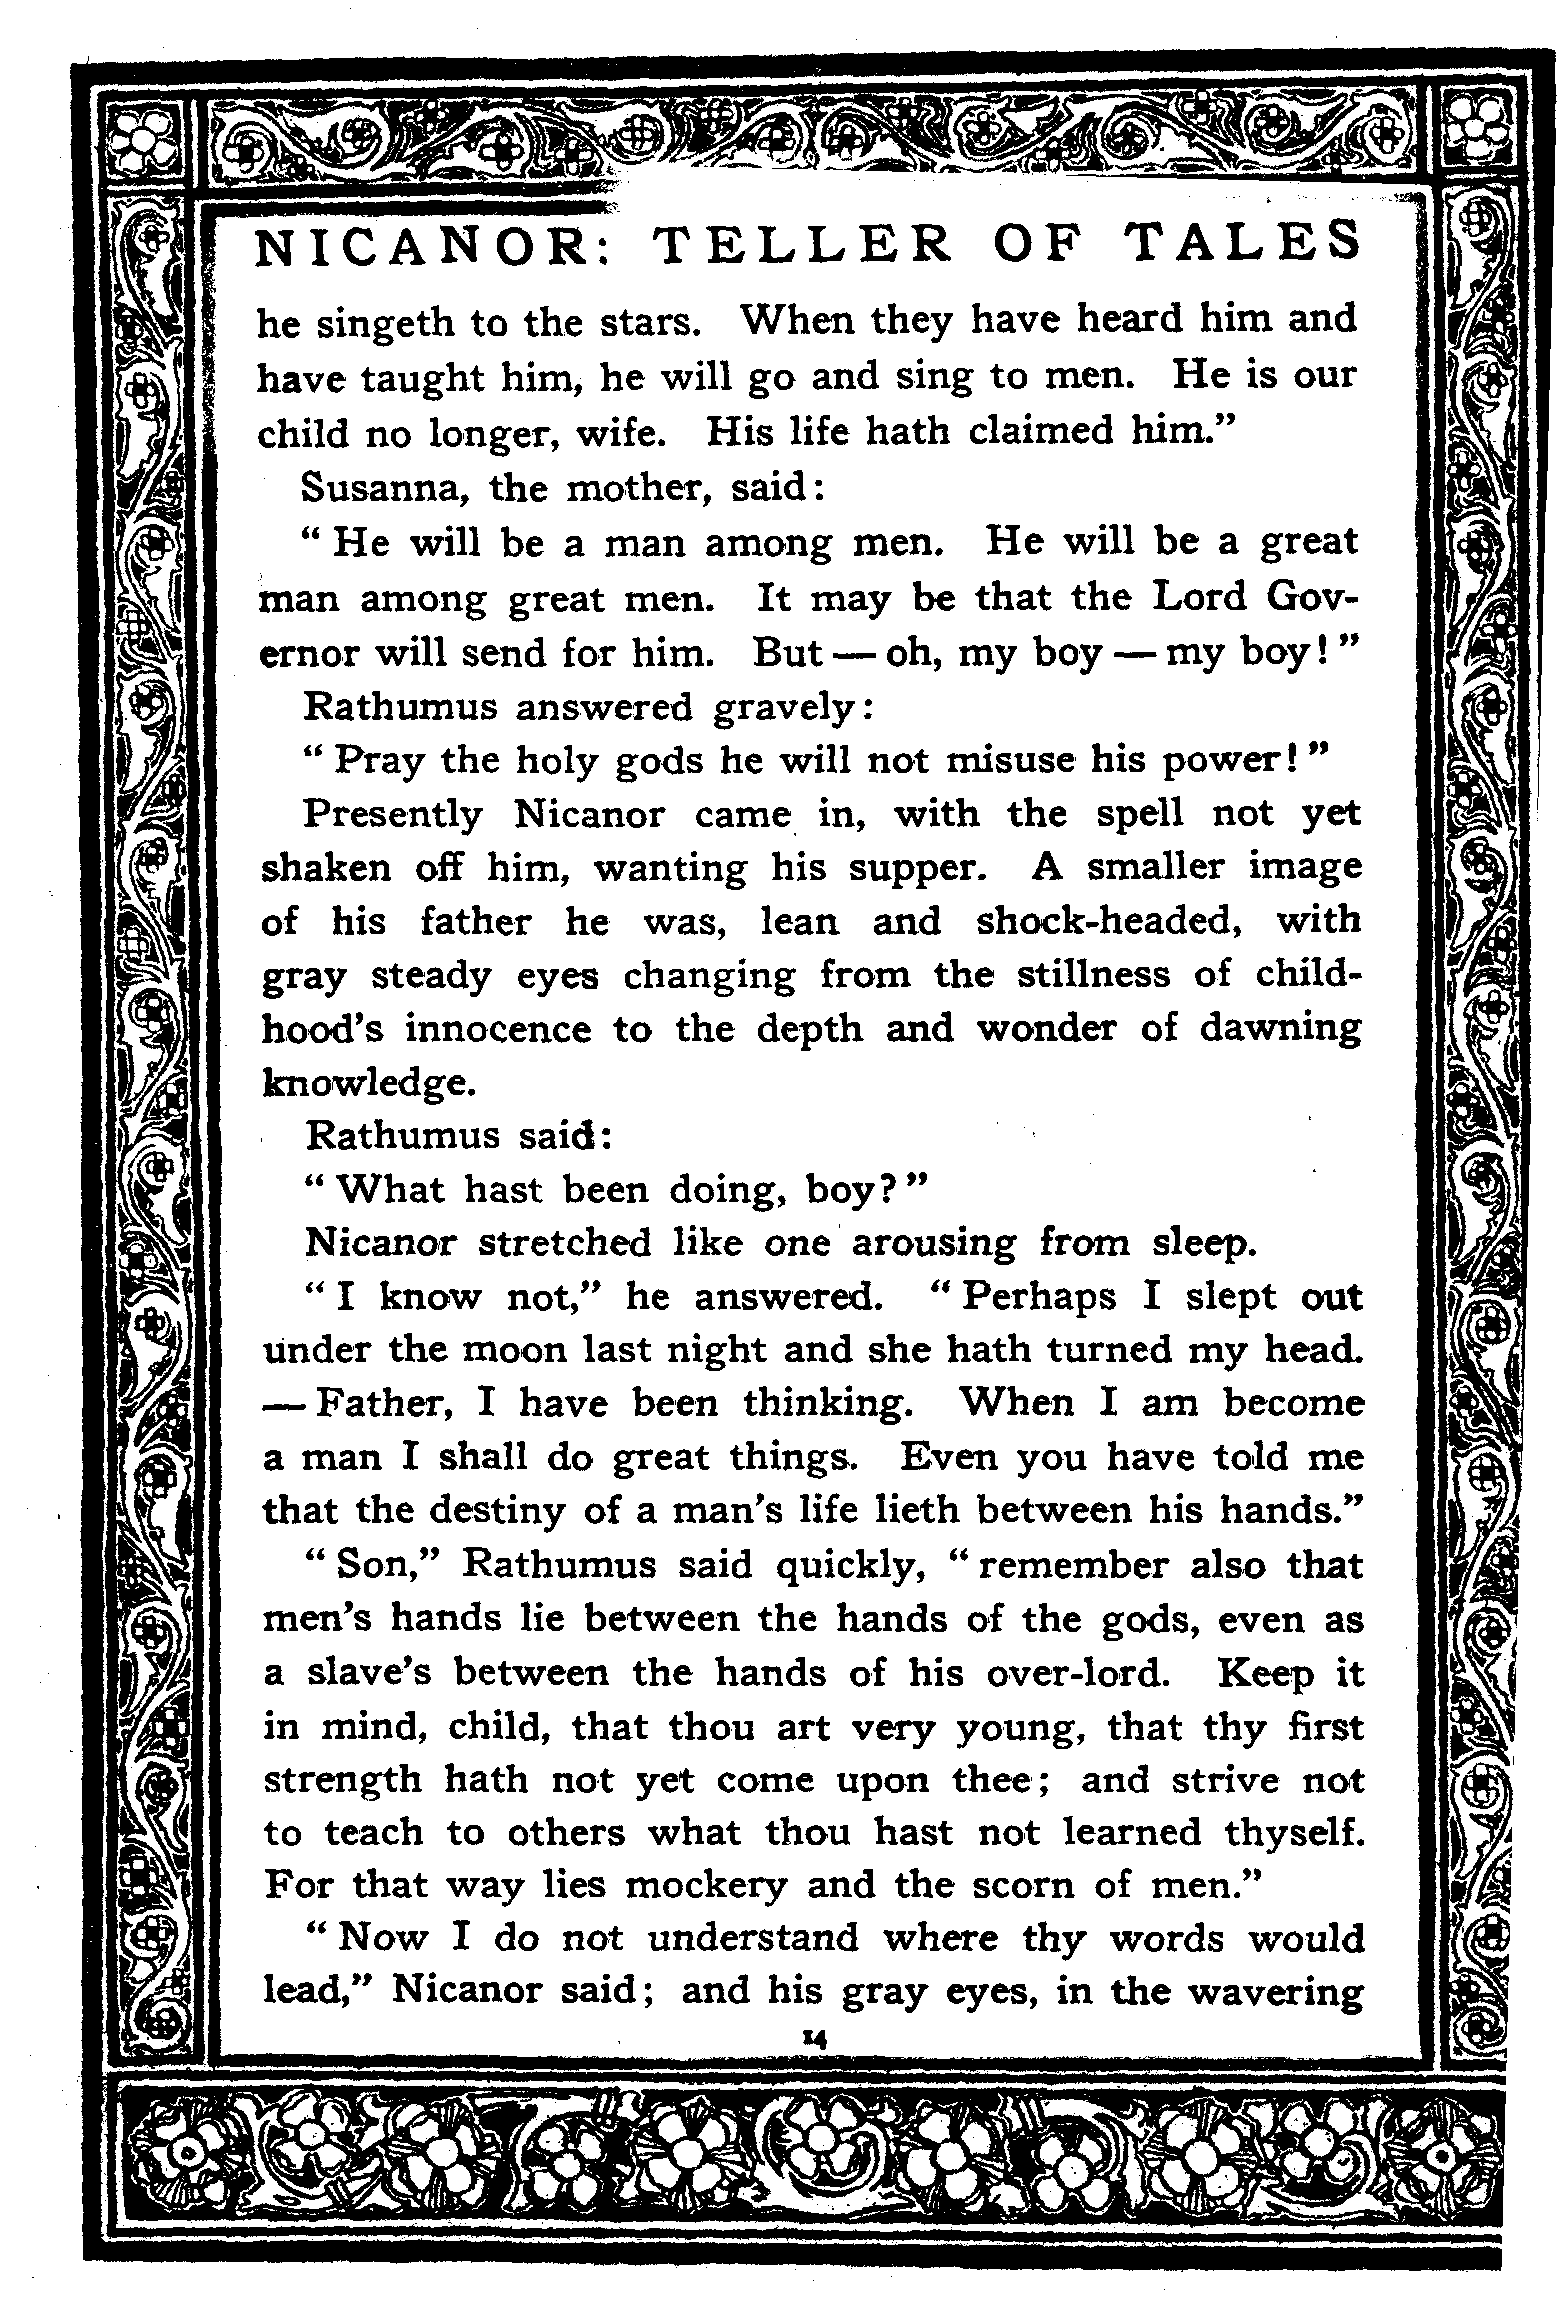 NICANOR: TELLER OF TALES
he singeth to the stars. When they have heard him and
have taught him, he will go and sing to men. He is our
child no longer, wife. His life hath claimed him.”
Susanna, the mother, said:
“ He will be a man among men. He will be a great
man among great men. It may be that the Lord Gov-
ernor will send for him. But — oh, my boy — my boy! ”
Rathumus answered gravely:
“ Pray the holy gods he will not misuse his power! ”
Presently Nicanor came in, with the spell not yet
shaken off him, wanting his supper. A smaller image
of his father he was, lean and shock-headed, with
gray steady eyes changing from the stillness of child-
hood’s innocence to the depth and wonder of dawning
knowledge.
Rathumus said:
“ What hast been doing, boy? ”
Nicanor stretched like one arousing from sleep.
“ I know not,” he answered. “ Perhaps I slept out
under the moon last night and she hath turned my head.
— Father, I have been thinking. When I am become
a man I shall do great things. Even you have told me
that the destiny of a man’s life lieth between his hands.”
“ Son,” Rathumus said quickly, “ remember also that
men’s hands lie between the hands of the gods, even as
a slave’s between the hands of his over-lord. Keep it
in mind, child, that thou art very young, that thy first
strength hath not yet come upon thee; and strive not
to teach to others what thou hast not learned thyself.
For that way lies mockery and the scorn of men.”
“ Now I do not understand where thy words would
lead,” Nicanor said; and his gray eyes, in the wavering
14